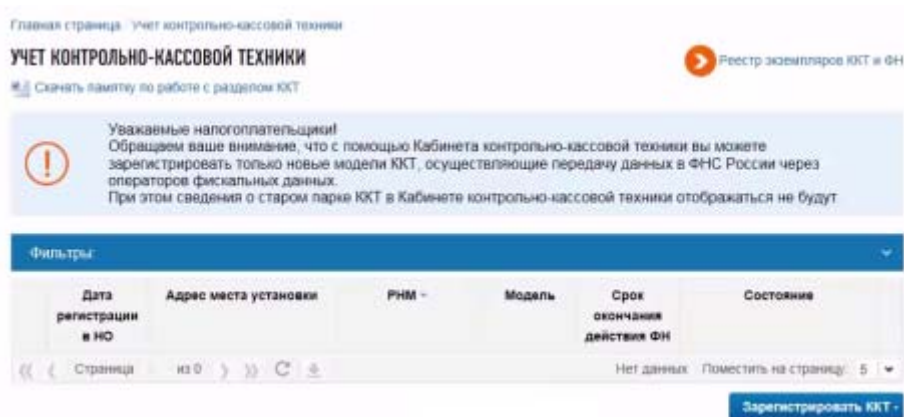 Главная страница Учет контрольно-кассовой техники
УЧЕТ КОНТРОЛЬНО-КАССОВОЙ ТЕХНИКИ
Реестр экземпляров ККТ и ФН
Скачать памятку по работе с разделом ККТ
Уважаемые налогоплательщики!
Обращаем ваше внимание, что с помощью Кабинета контрольно-кассовой техники вы можете
зарегистрировать только новые модели ККТ, осуществляющие передачу данных в ФНС России через
операторов фискальных данных.
При этом сведения о старом парке ККТ в Кабинете контрольно-кассовой техники отображаться не будут
Фильтры:
Дата регистрации в НО Адрес места установки РНМ Модель Срок окончания действия ФН Состояние
Страница из 0 Нет данных Поместить на страницу: 5
Зарегистрировать ККТ